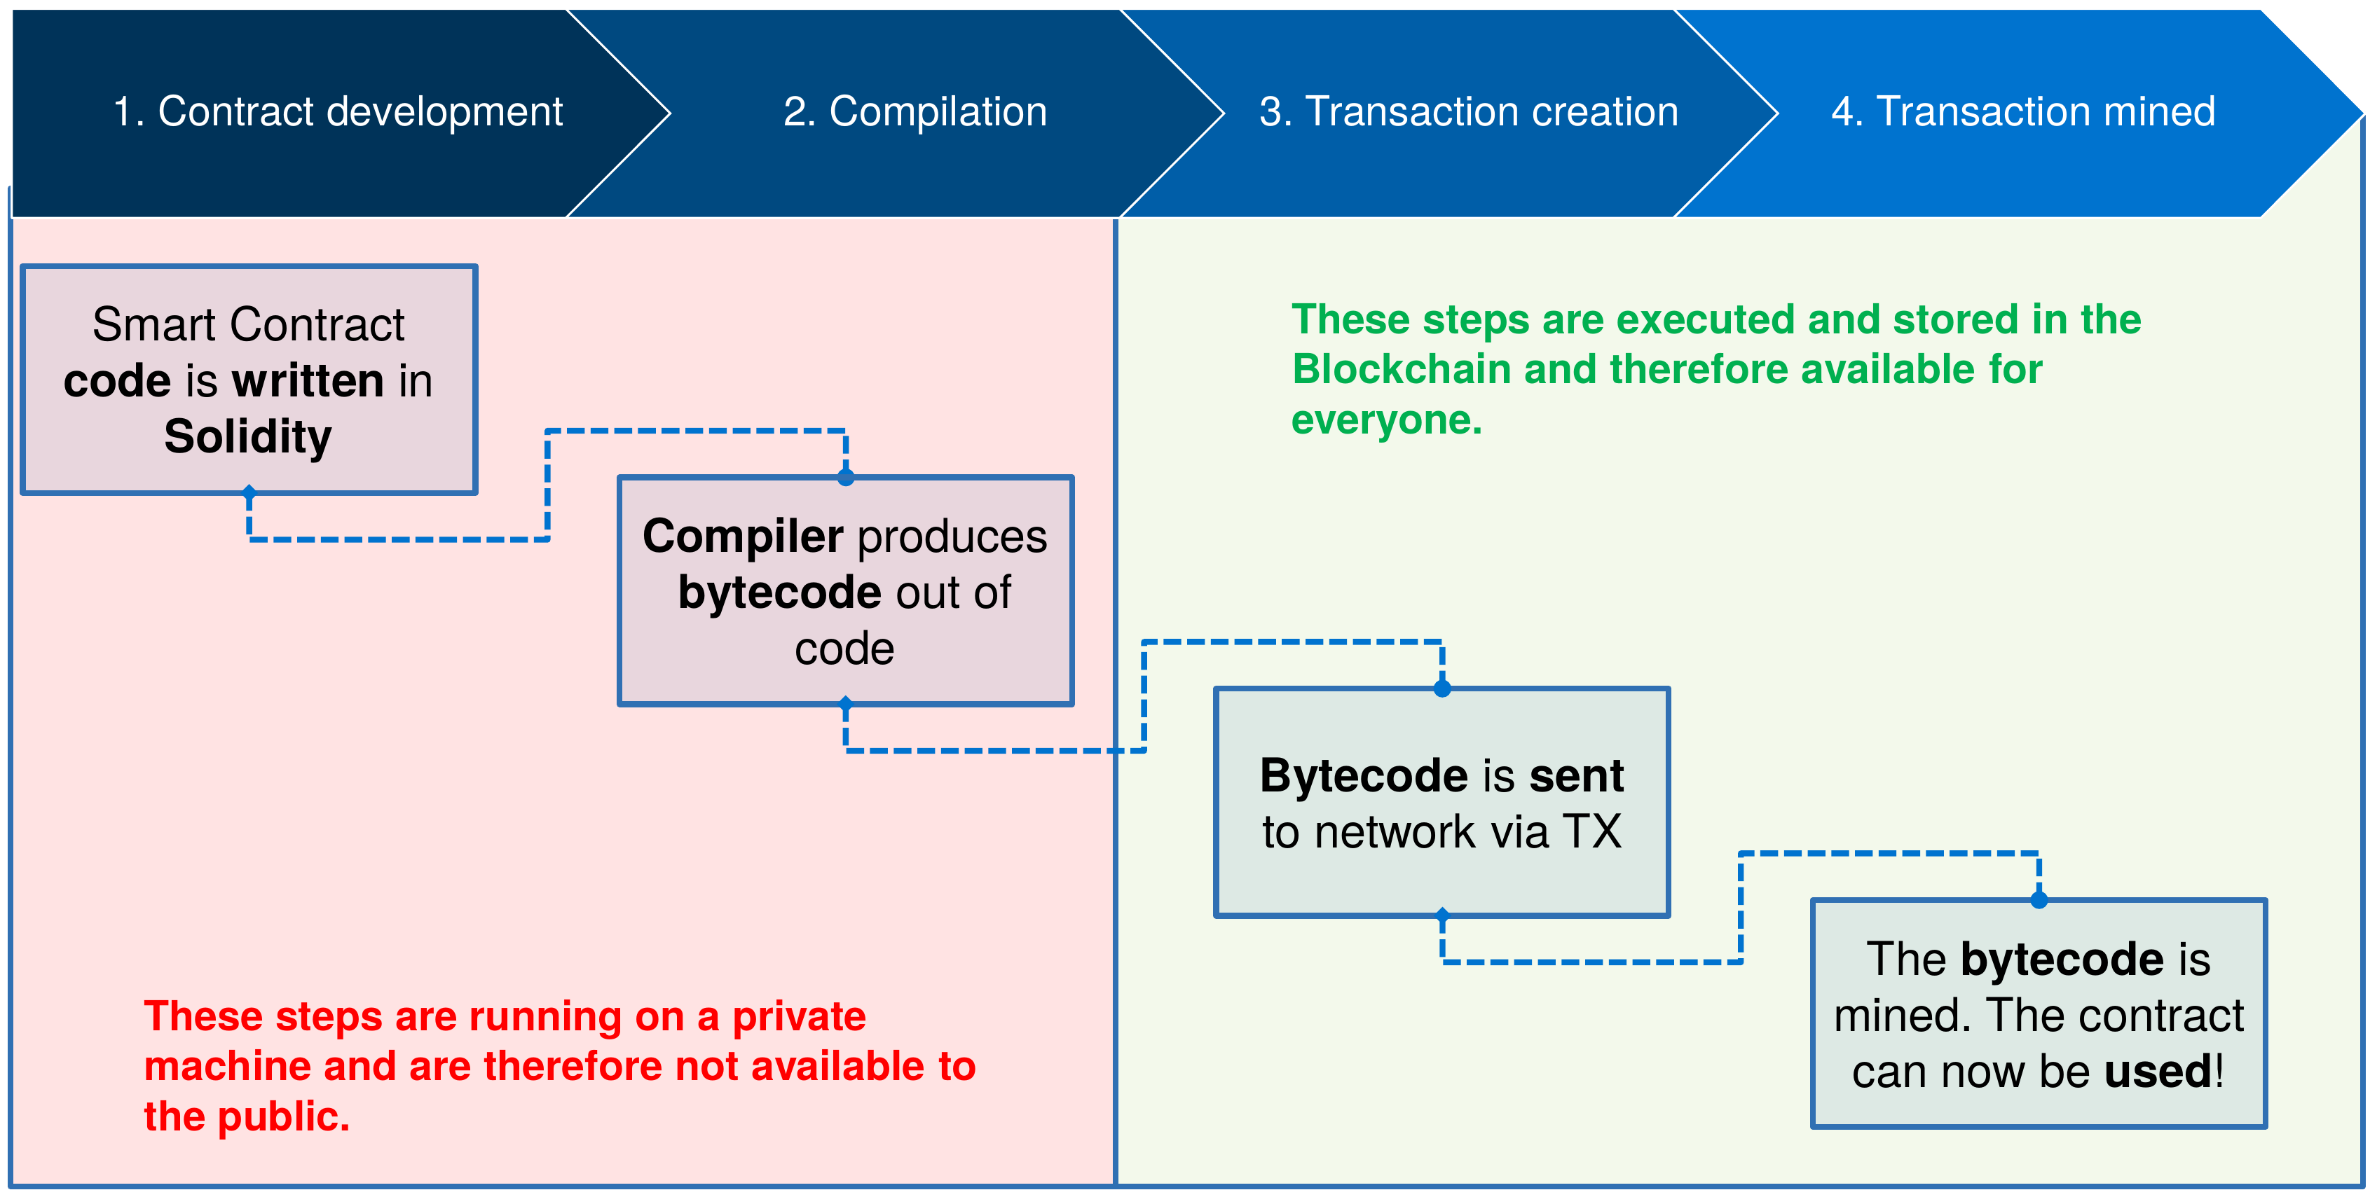 1. Contract development
2. Compilation
3. Transaction creation
4. Transaction mined
Smart Contract
code is written in
Solidity
Compiler produces
bytecode out of
code
These steps are running on a private
machine and are therefore not available to
the public.
These steps are executed and stored in the
Blockchain and therefore available for
everyone.
Bytecode is sent
to network via TX
The bytecode is
mined. The contract
can now be used!